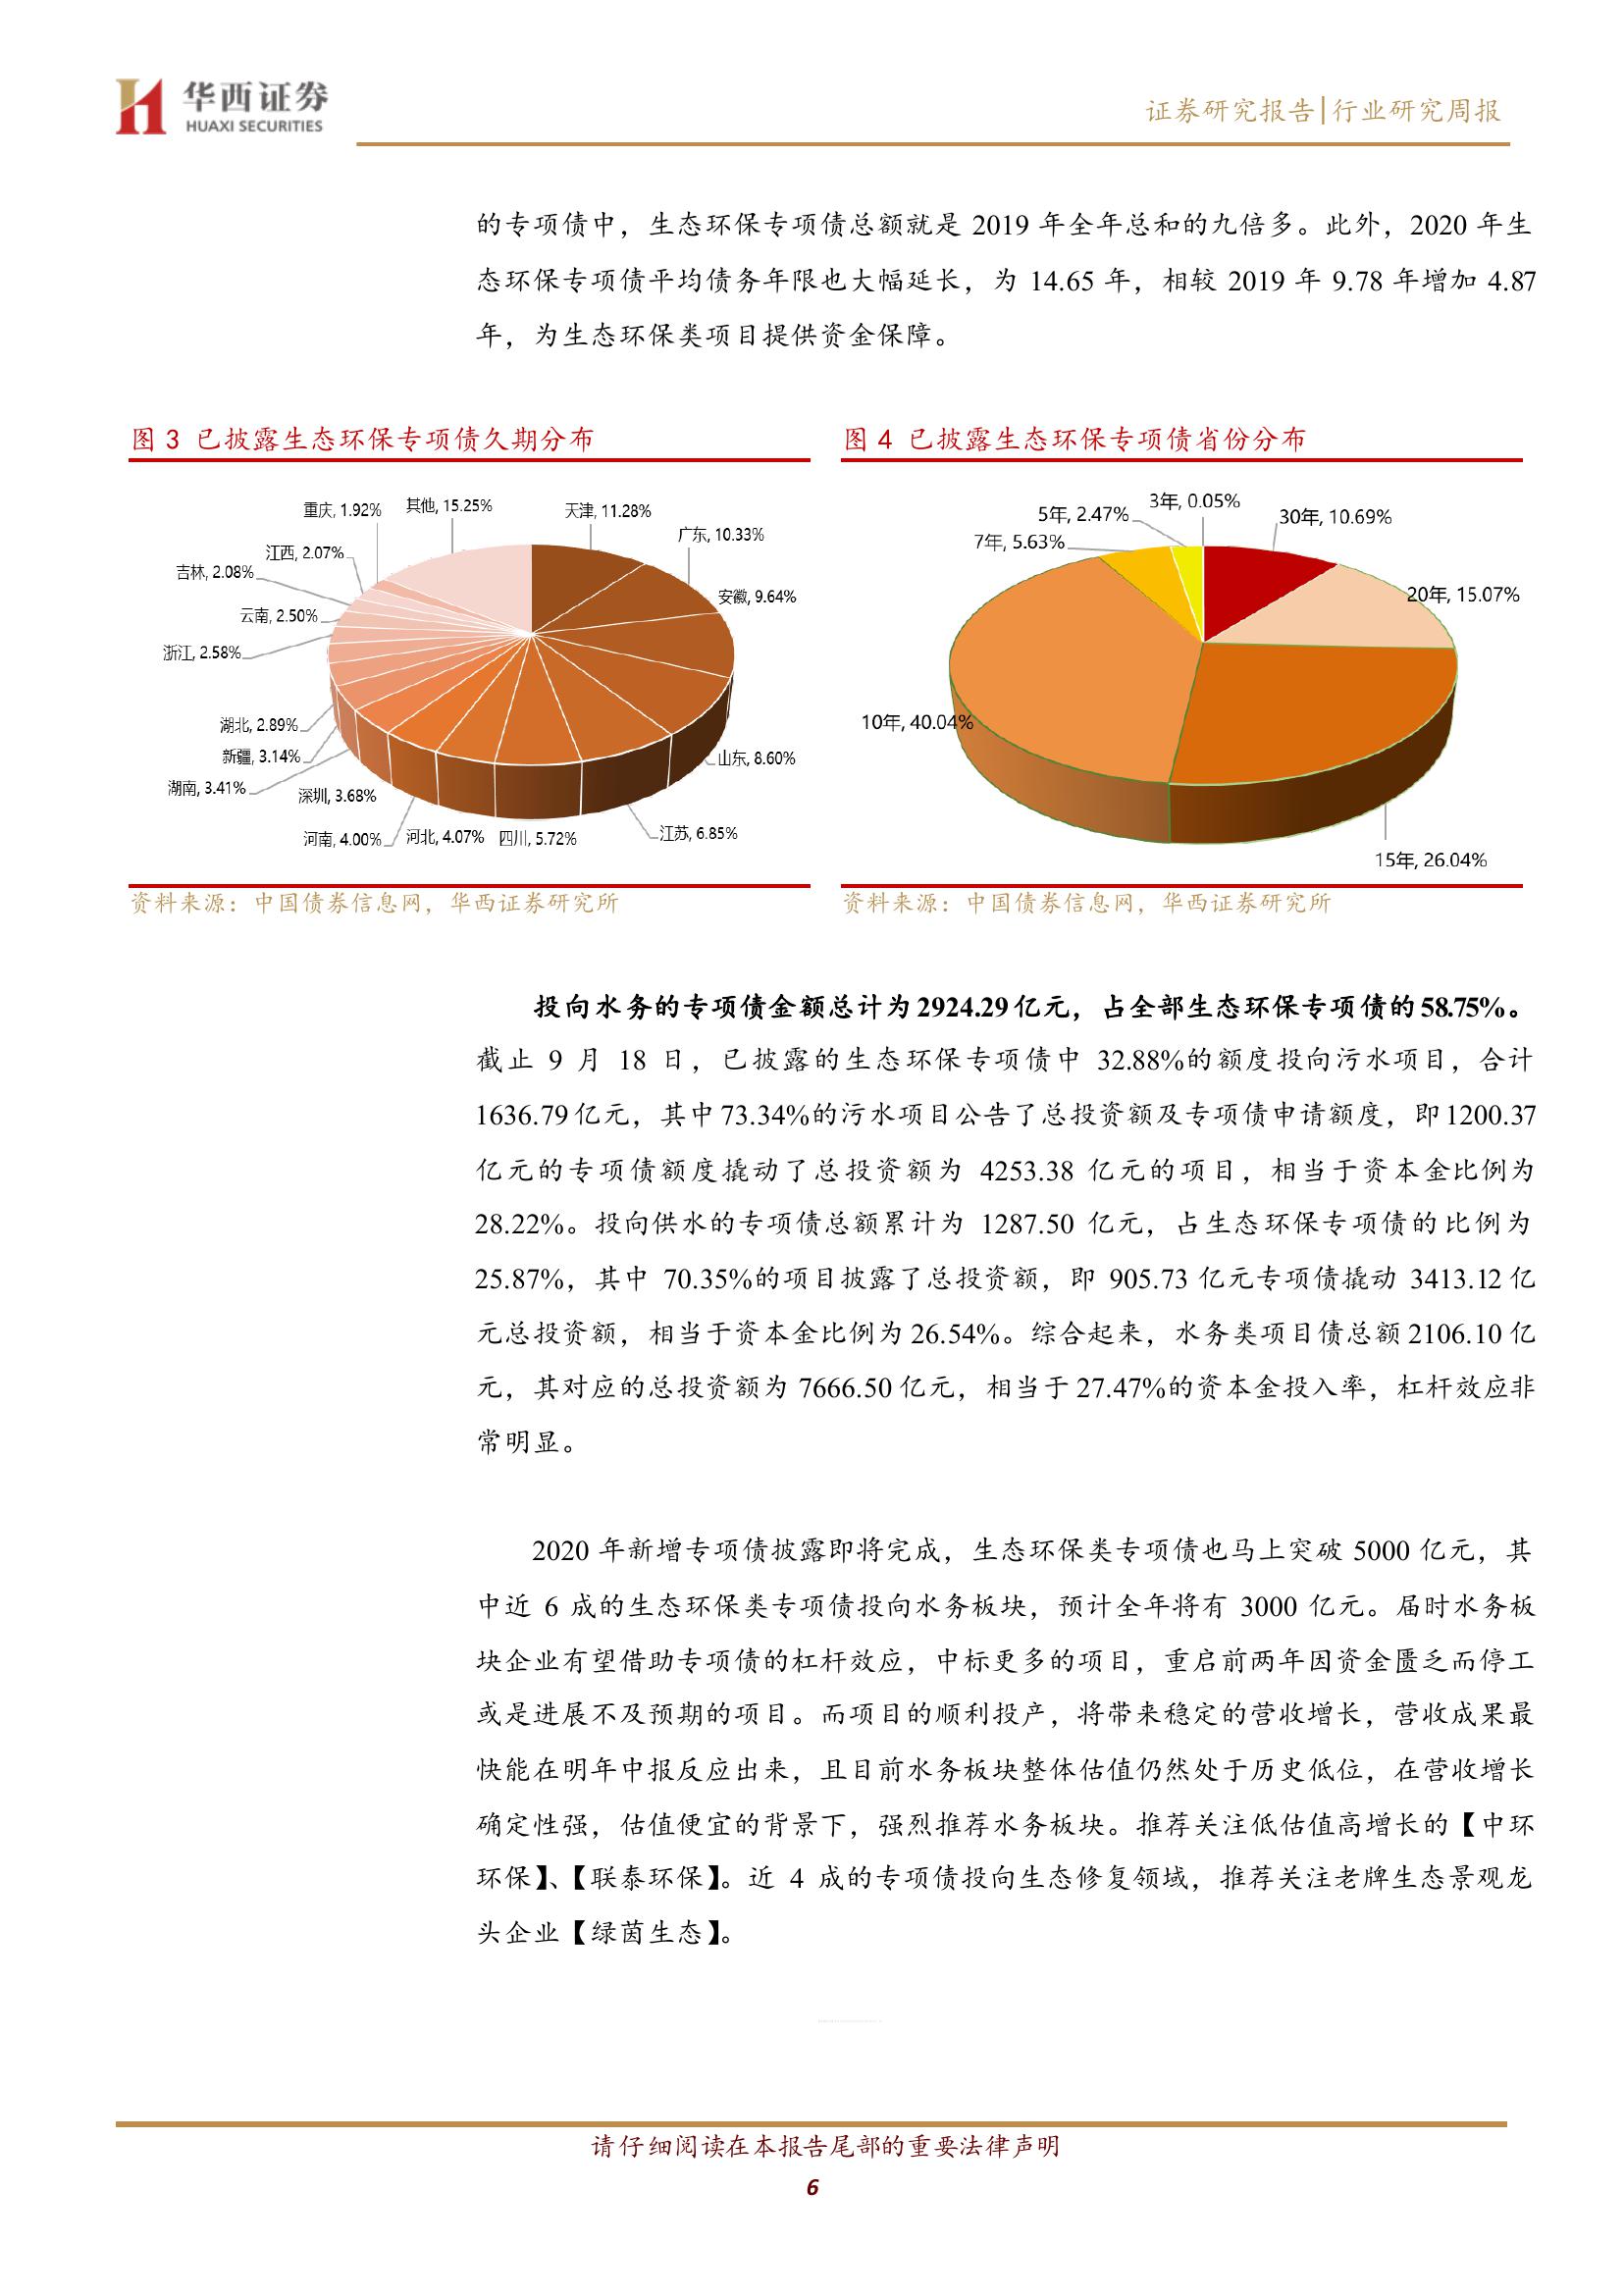 华西证券
HUAXI SECURITIES
证券研究报告|行业研究周报
的专项债中，生态环保专项债总额就是 2019 年全年总和的九倍多。此外，2020 年生
态环保专项债平均债务年限也大幅延长，为 14.65 年，相较 2019 年 9.78 年增加 4.87
年，为生态环保类项目提供资金保障。
图 3 已披露生态环保专项债久期分布
重庆, 1.92%
其他, 15.25%
天津, 11.28%
广东, 10.33%
江西, 2.07%
吉林, 2.08%
安徽, 9.64%
云南, 2.50%
浙江, 2.58%
湖北, 2.89%
新疆, 3.14%
山东, 8.60%
湖南, 3.41%
深圳, 3.68%
河南, 4.00%
河北, 4.07%
四川, 5.72%
江苏, 6.85%
资料来源：中国债券信息网，华西证券研究所
图 4 已披露生态环保专项债省份分布
3年, 0.05%
5年, 2.47%
30年, 10.69%
7年, 5.63%
20年, 15.07%
10年, 40.04%
15年, 26.04%
资料来源：中国债券信息网，华西证券研究所
投向水务的专项债金额总计为 2924.29 亿元，占全部生态环保专项债的 58.75%。
截止 9 月 18 日，已披露的生态环保专项债中 32.88%的额度投向污水项目，合计
1636.79 亿元，其中 73.34%的污水项目公告了总投资额及专项债申请额度，即 1200.37
亿元的专项债额度撬动了总投资额为 4253.38 亿元的项目，相当于资本金比例为
28.22%。投向供水的专项债总额累计为 1287.50 亿元，占生态环保专项债的比例为
25.87%，其中 70.35%的项目披露了总投资额，即 905.73 亿元专项债撬动 3413.12 亿
元总投资额，相当于资本金比例为 26.54%。综合起来，水务类项目债总额 2106.10 亿
元，其对应的总投资额为 7666.50 亿元，相当于 27.47%的资本金投入率，杠杆效应非
常明显。
2020 年新增专项债披露即将完成，生态环保类专项债也马上突破 5000 亿元，其
中近 6 成的生态环保类专项债投向水务板块，预计全年将有 3000 亿元。届时水务板
块企业有望借助专项债的杠杆效应，中标更多的项目，重启前两年因资金匮乏而停工
或是进展不及预期的项目。而项目的顺利投产，将带来稳定的营收增长，营收成果最
快能在明年中报反应出来，且目前水务板块整体估值仍然处于历史低位，在营收增长
确定性强，估值便宜的背景下，强烈推荐水务板块。推荐关注低估值高增长的【中环
环保】、【联泰环保】。近 4 成的专项债投向生态修复领域，推荐关注老牌生态景观龙
头企业【绿茵生态】。
请仔细阅读在本报告尾部的重要法律声明
6